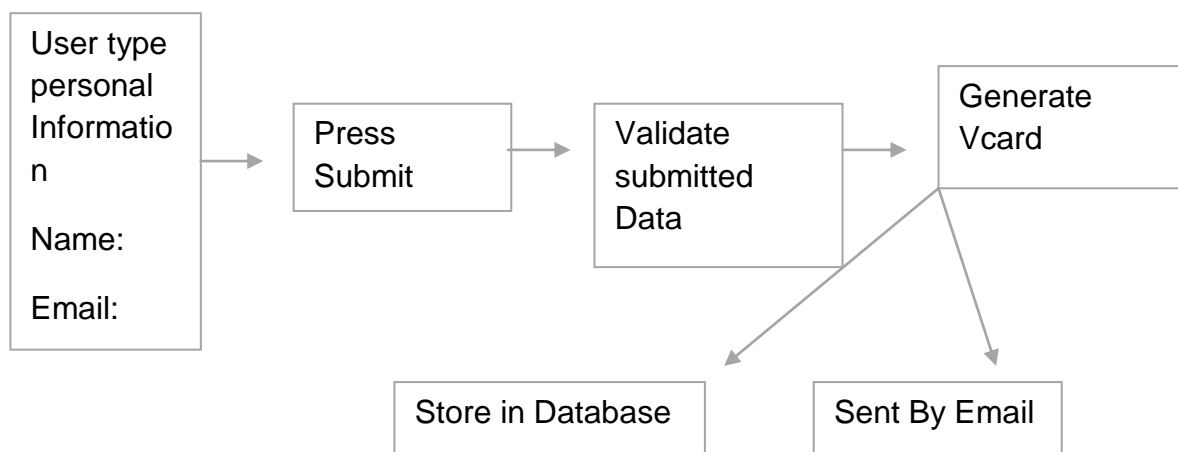 User type
personal
Informatio
n
Name:
Email:
Press
Submit
Validate
submitted
Data
Generate
Vcard
Store in Database
Sent By Email